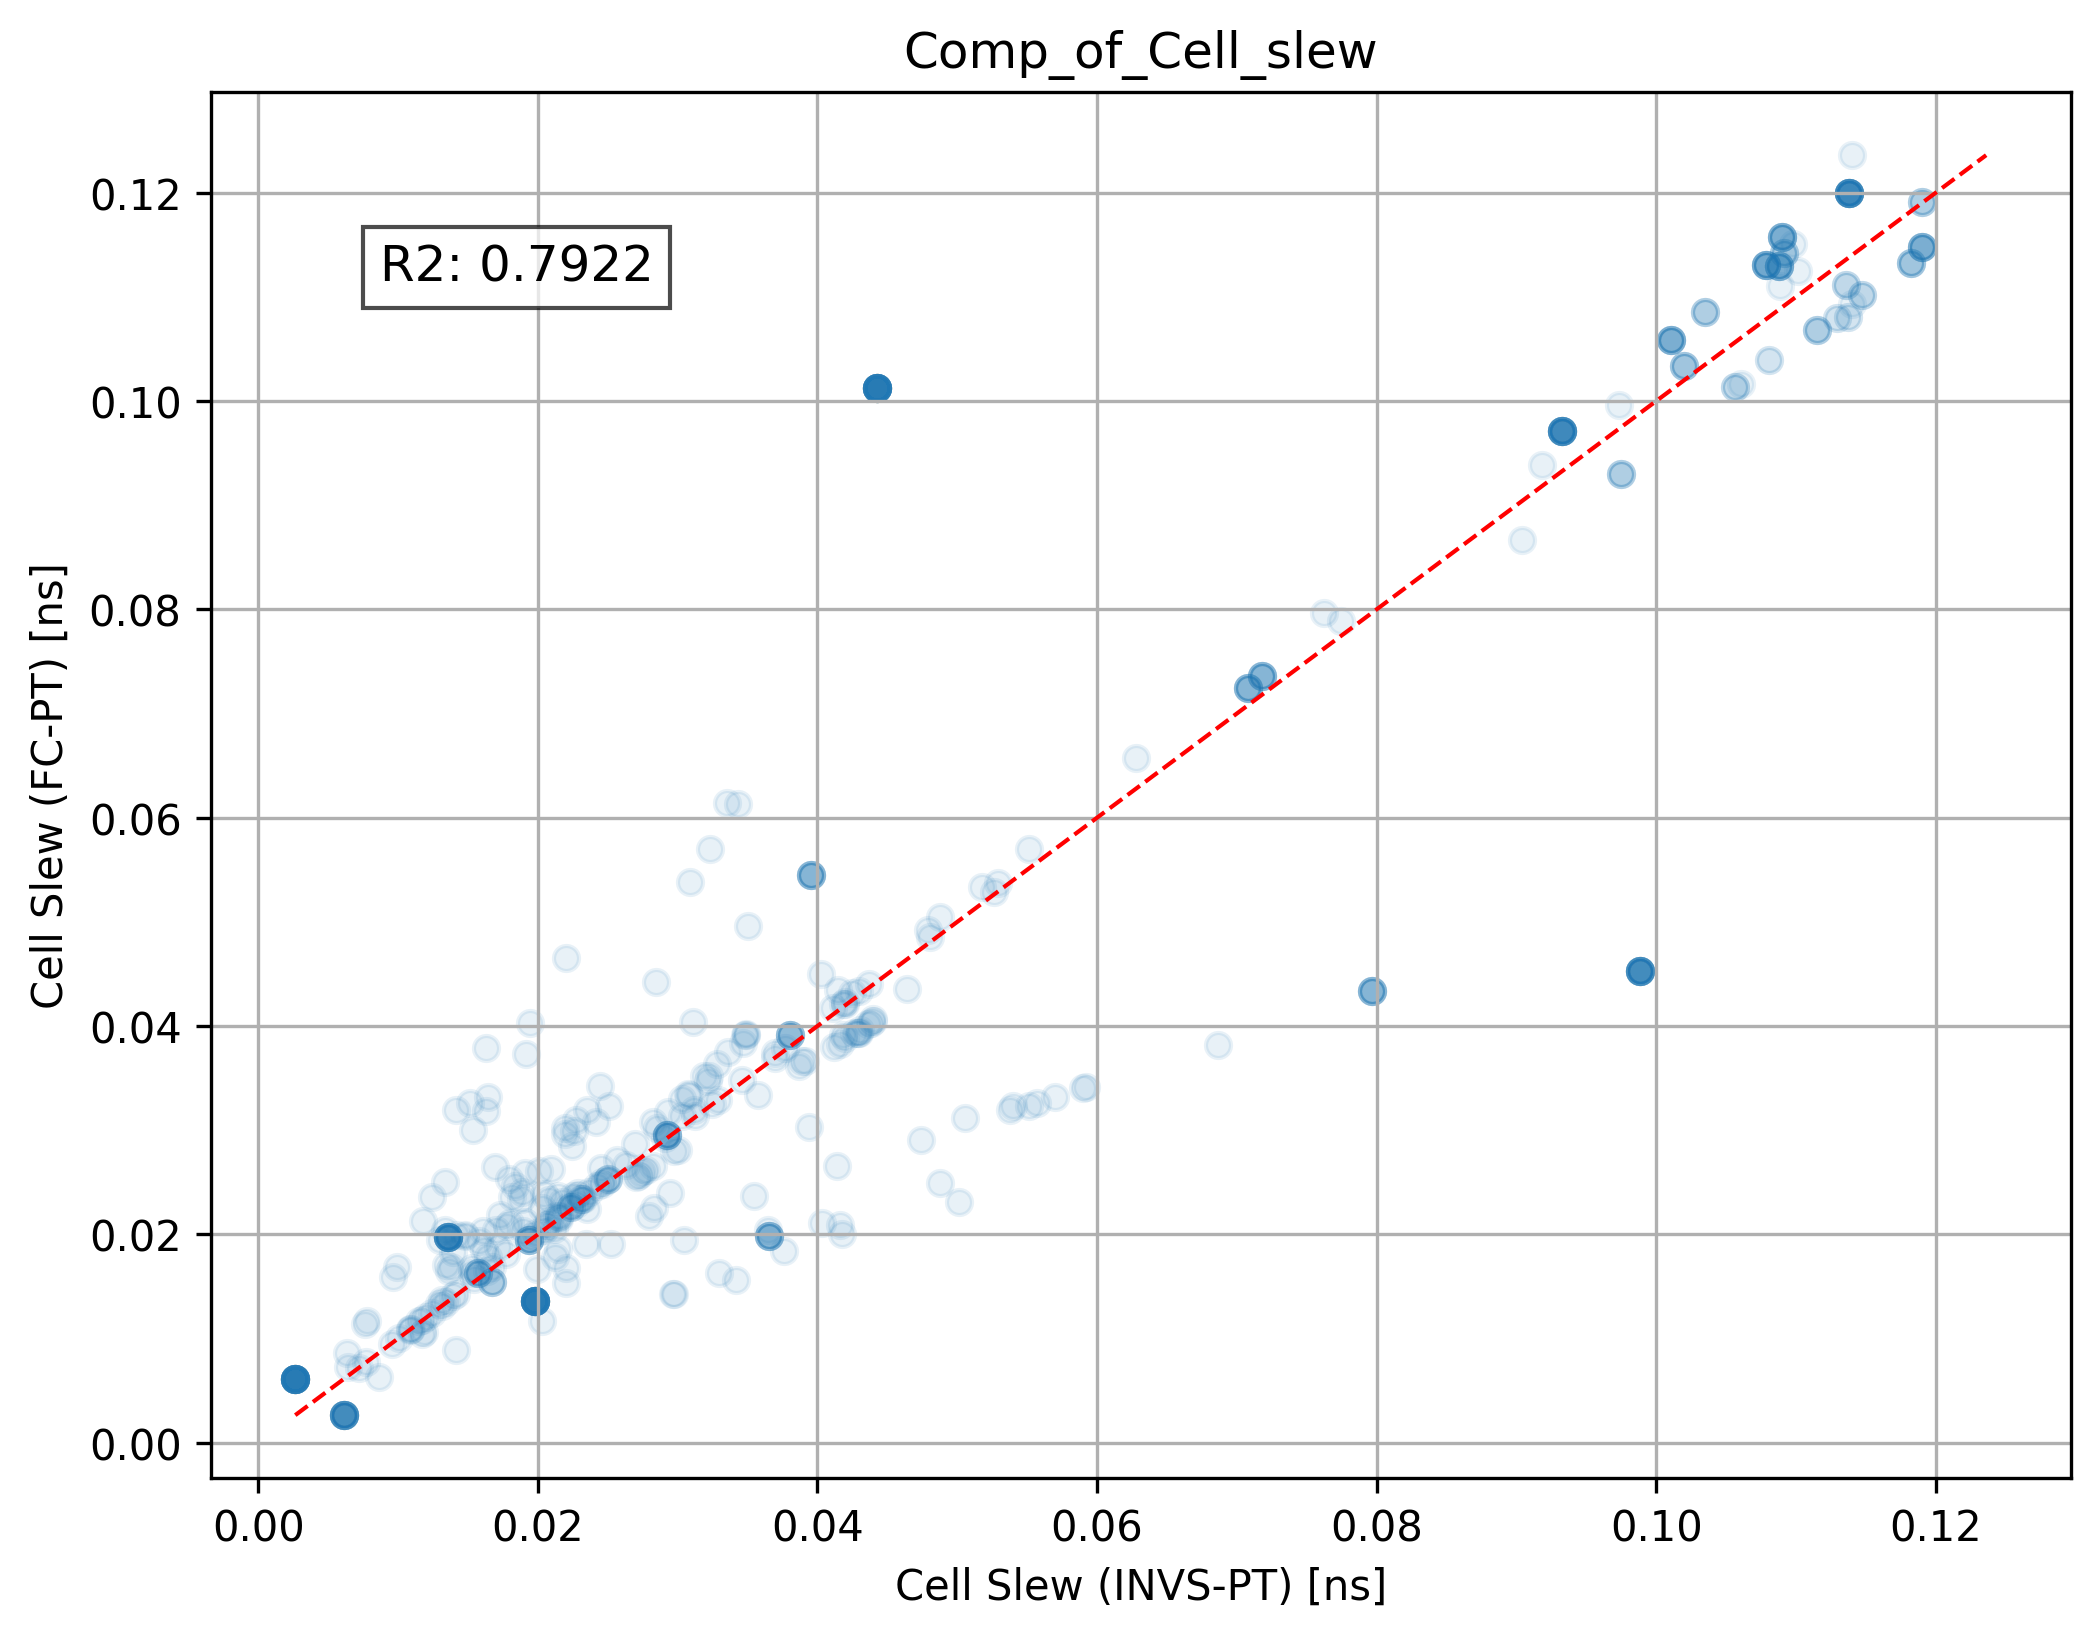 Comp_of_Cell_slew
R2: 0.7922
Cell Slew (FC-PT) [ns]
0.12
0.10
0.08
0.06
0.04
0.02
0.00
0.00 0.02 0.04 0.06 0.08 0.10 0.12
Cell Slew (INVS-PT) [ns]